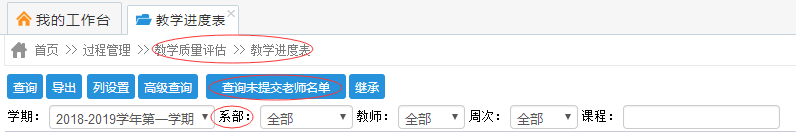 我的工作台 教学进度表
首页 >> 过程管理 >> 教学质量评估 >> 教学进度表
查询 导出 列设置 高级查询 查询未提交老师名单 继承
学期： 2018-2019学年第一学期 系部： 全部 教师： 全部 周次： 全部 课程：